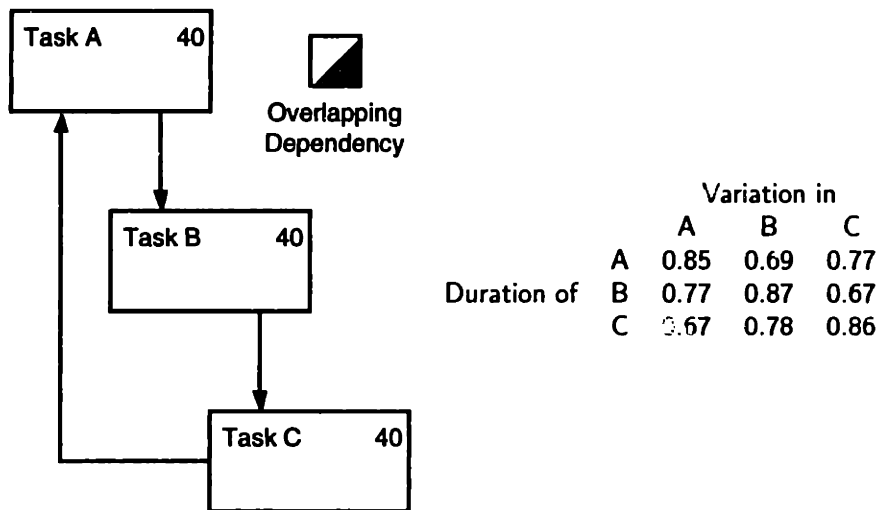 Task A 40
Overlapping
Dependency
Task B 40
Task C 40
Variation in
A B C
A 0.85 0.69 0.77
Duration of B 0.77 0.87 0.67
C 0.67 0.78 0.86